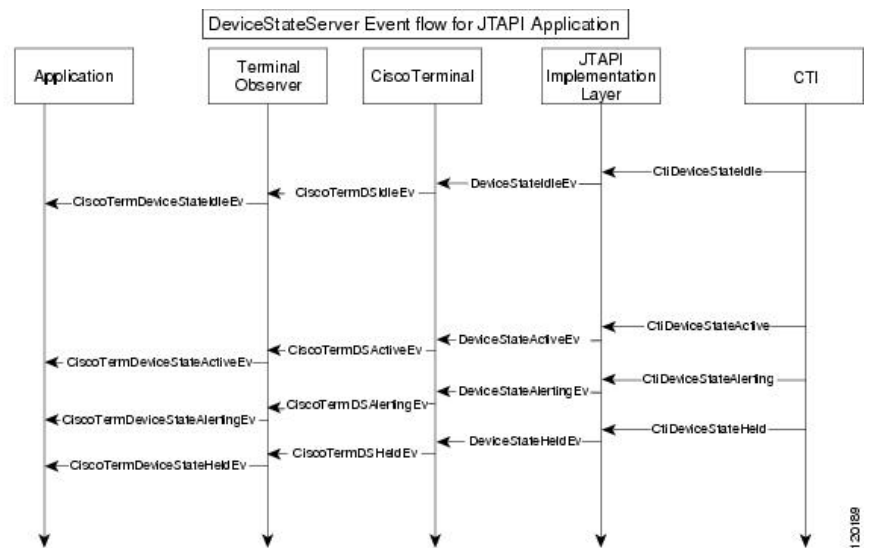 DeviceStateServer Event flow for JTAPI Application
Application
Terminal
Observer
CiscoTerminal
JTAPI
Implementation
Layer
CTI
CtiDeviceStateIdle
DeviceStateIdleEv
CiscoTermDSIdleEv
CiscoTermDeviceStateIdleEv
CtiDeviceStateActive
DeviceStateActiveEv
CiscoTermDSActiveEv
CiscoTermDeviceStateActiveEv
CtiDeviceStateAlerting
DeviceStateAlertingEv
CiscoTermDSAlertingEv
CiscoTermDeviceStateAlertingEv
CtiDeviceStateHeld
DeviceStateHeldEv
CiscoTermDSHeldEv
CiscoTermDeviceStateHeldEv
120189